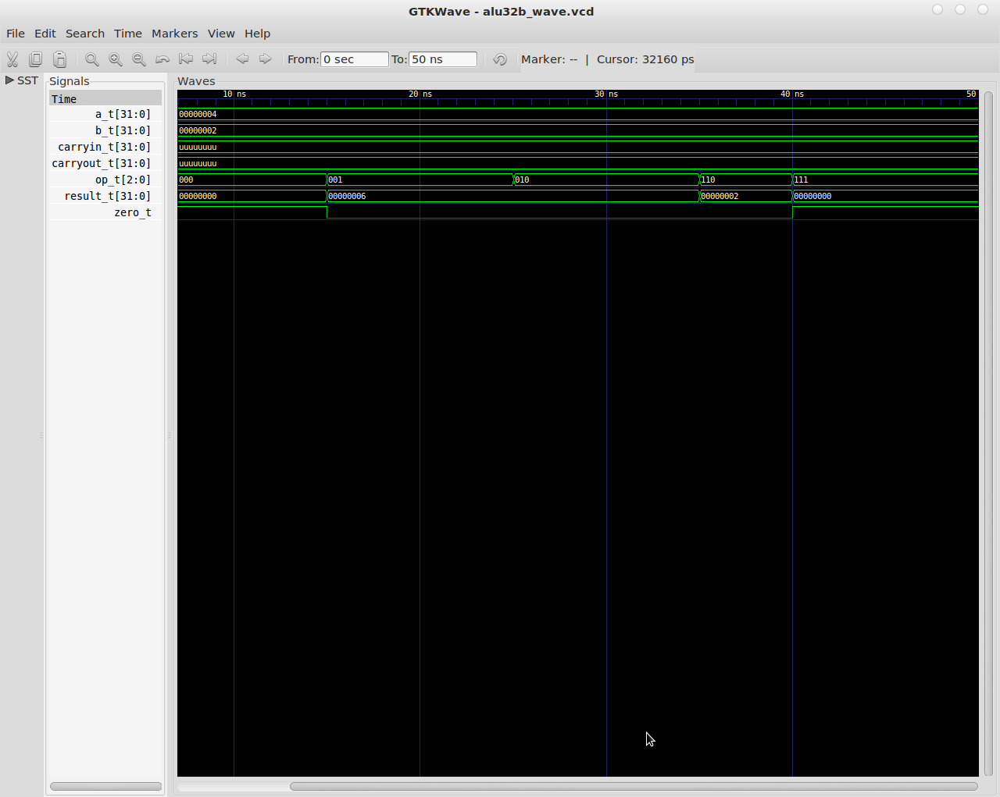 GTKWave - alu32b_wave.vcd
File Edit Search Time Markers View Help
From: 0 sec To: 50 ns Marker: -- | Cursor: 32160 ps
SST
Signals
Waves
Time
10 ns 20 ns 30 ns 40 ns 50
a_t[31:0] 00000004
b_t[31:0] 00000002
carryin_t[31:0] uuuuuuuu
carryout_t[31:0] uuuuuuuu
op_t[2:0] 000 001 010 110 111
result_t[31:0] 00000000 00000006 00000002 00000000
zero_t